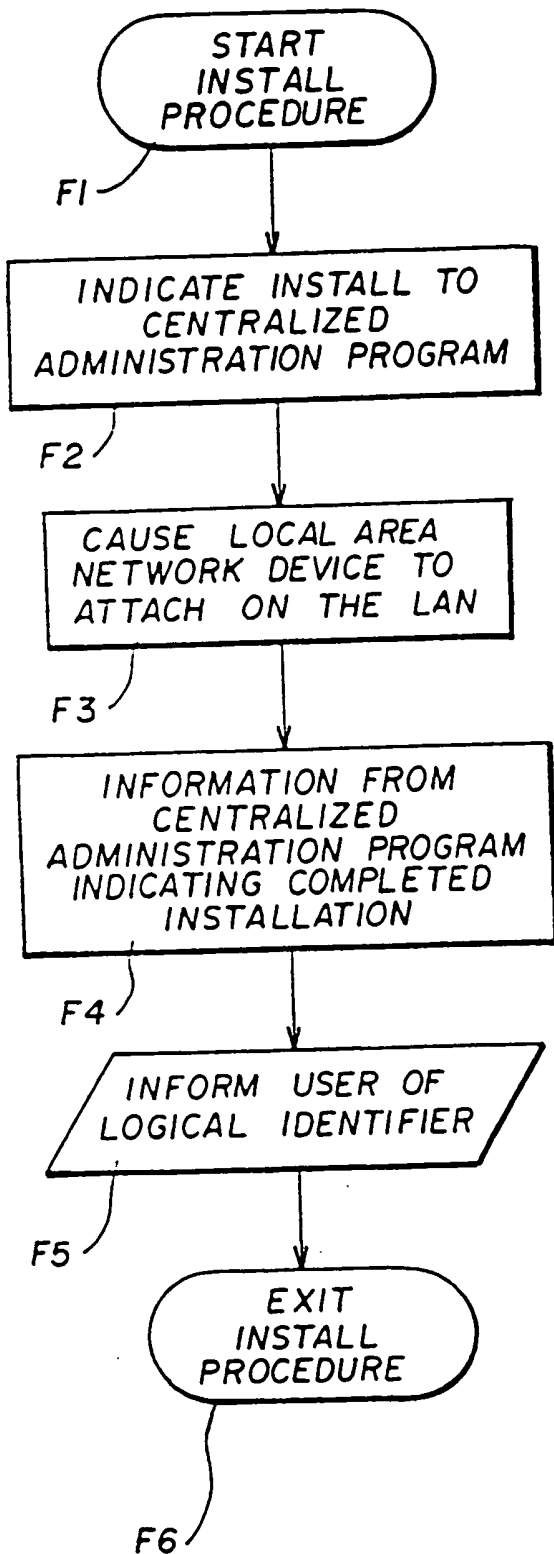 START
INSTALL
PROCEDURE
F1
INDICATE INSTALL TO
CENTRALIZED
ADMINISTRATION PROGRAM
F2
CAUSE LOCAL AREA
NETWORK DEVICE TO
ATTACH ON THE LAN
F3
INFORMATION FROM
CENTRALIZED
ADMINISTRATION PROGRAM
INDICATING COMPLETED
INSTALLATION
F4
INFORM USER OF
LOGICAL IDENTIFIER
F5
EXIT
INSTALL
PROCEDURE
F6